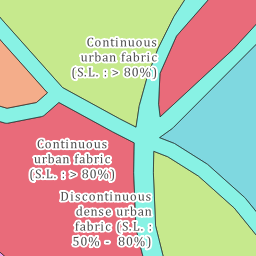 Continuous
urban fabric
(S.L. : > 80%)
Continuous
urban fabric
(S.L. : > 80%)
Discontinuous
dense urban
fabric (S.L. :
50% - 80%)